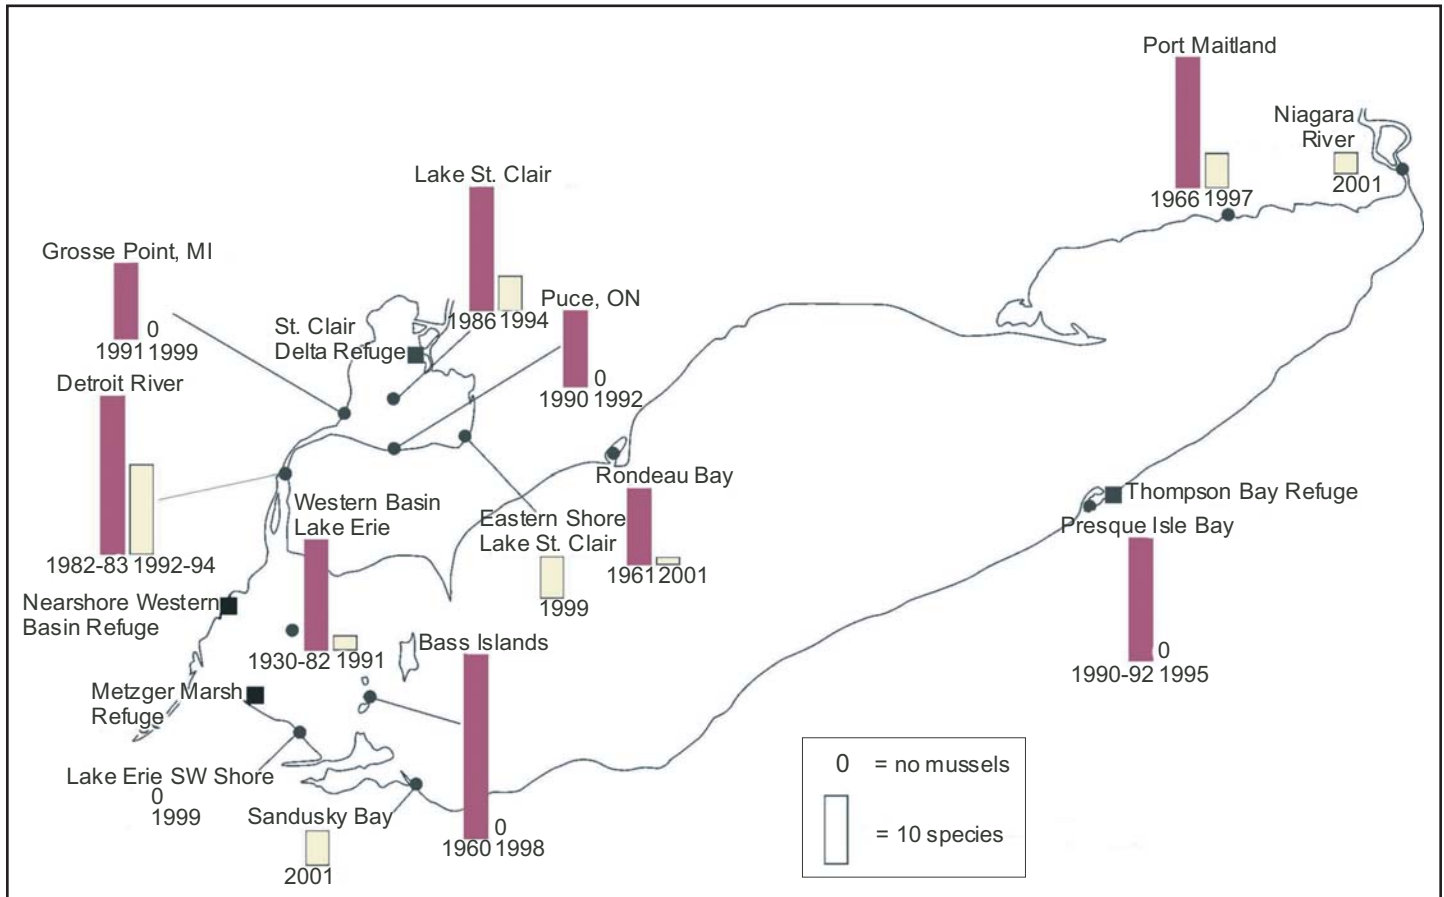 Port Maitland
Niagara
River
2001
1966 1997
Lake St. Clair
1986 1994
Grosse Point, MI
0
1991 1999
St. Clair
Delta Refuge
Puce, ON
0
1990 1992
Detroit River
1982-83 1992-94
Western Basin
Lake Erie
1930-82 1991
Eastern Shore
Lake St. Clair
1999
Rondeau Bay
1961 2001
Thompson Bay Refuge
Presque Isle Bay
0
1990-92 1995
Nearshore Western
Basin Refuge
Bass Islands
0
1960 1998
Metzger Marsh
Refuge
Lake Erie SW Shore
0
1999
Sandusky Bay
2001
0 = no mussels
= 10 species